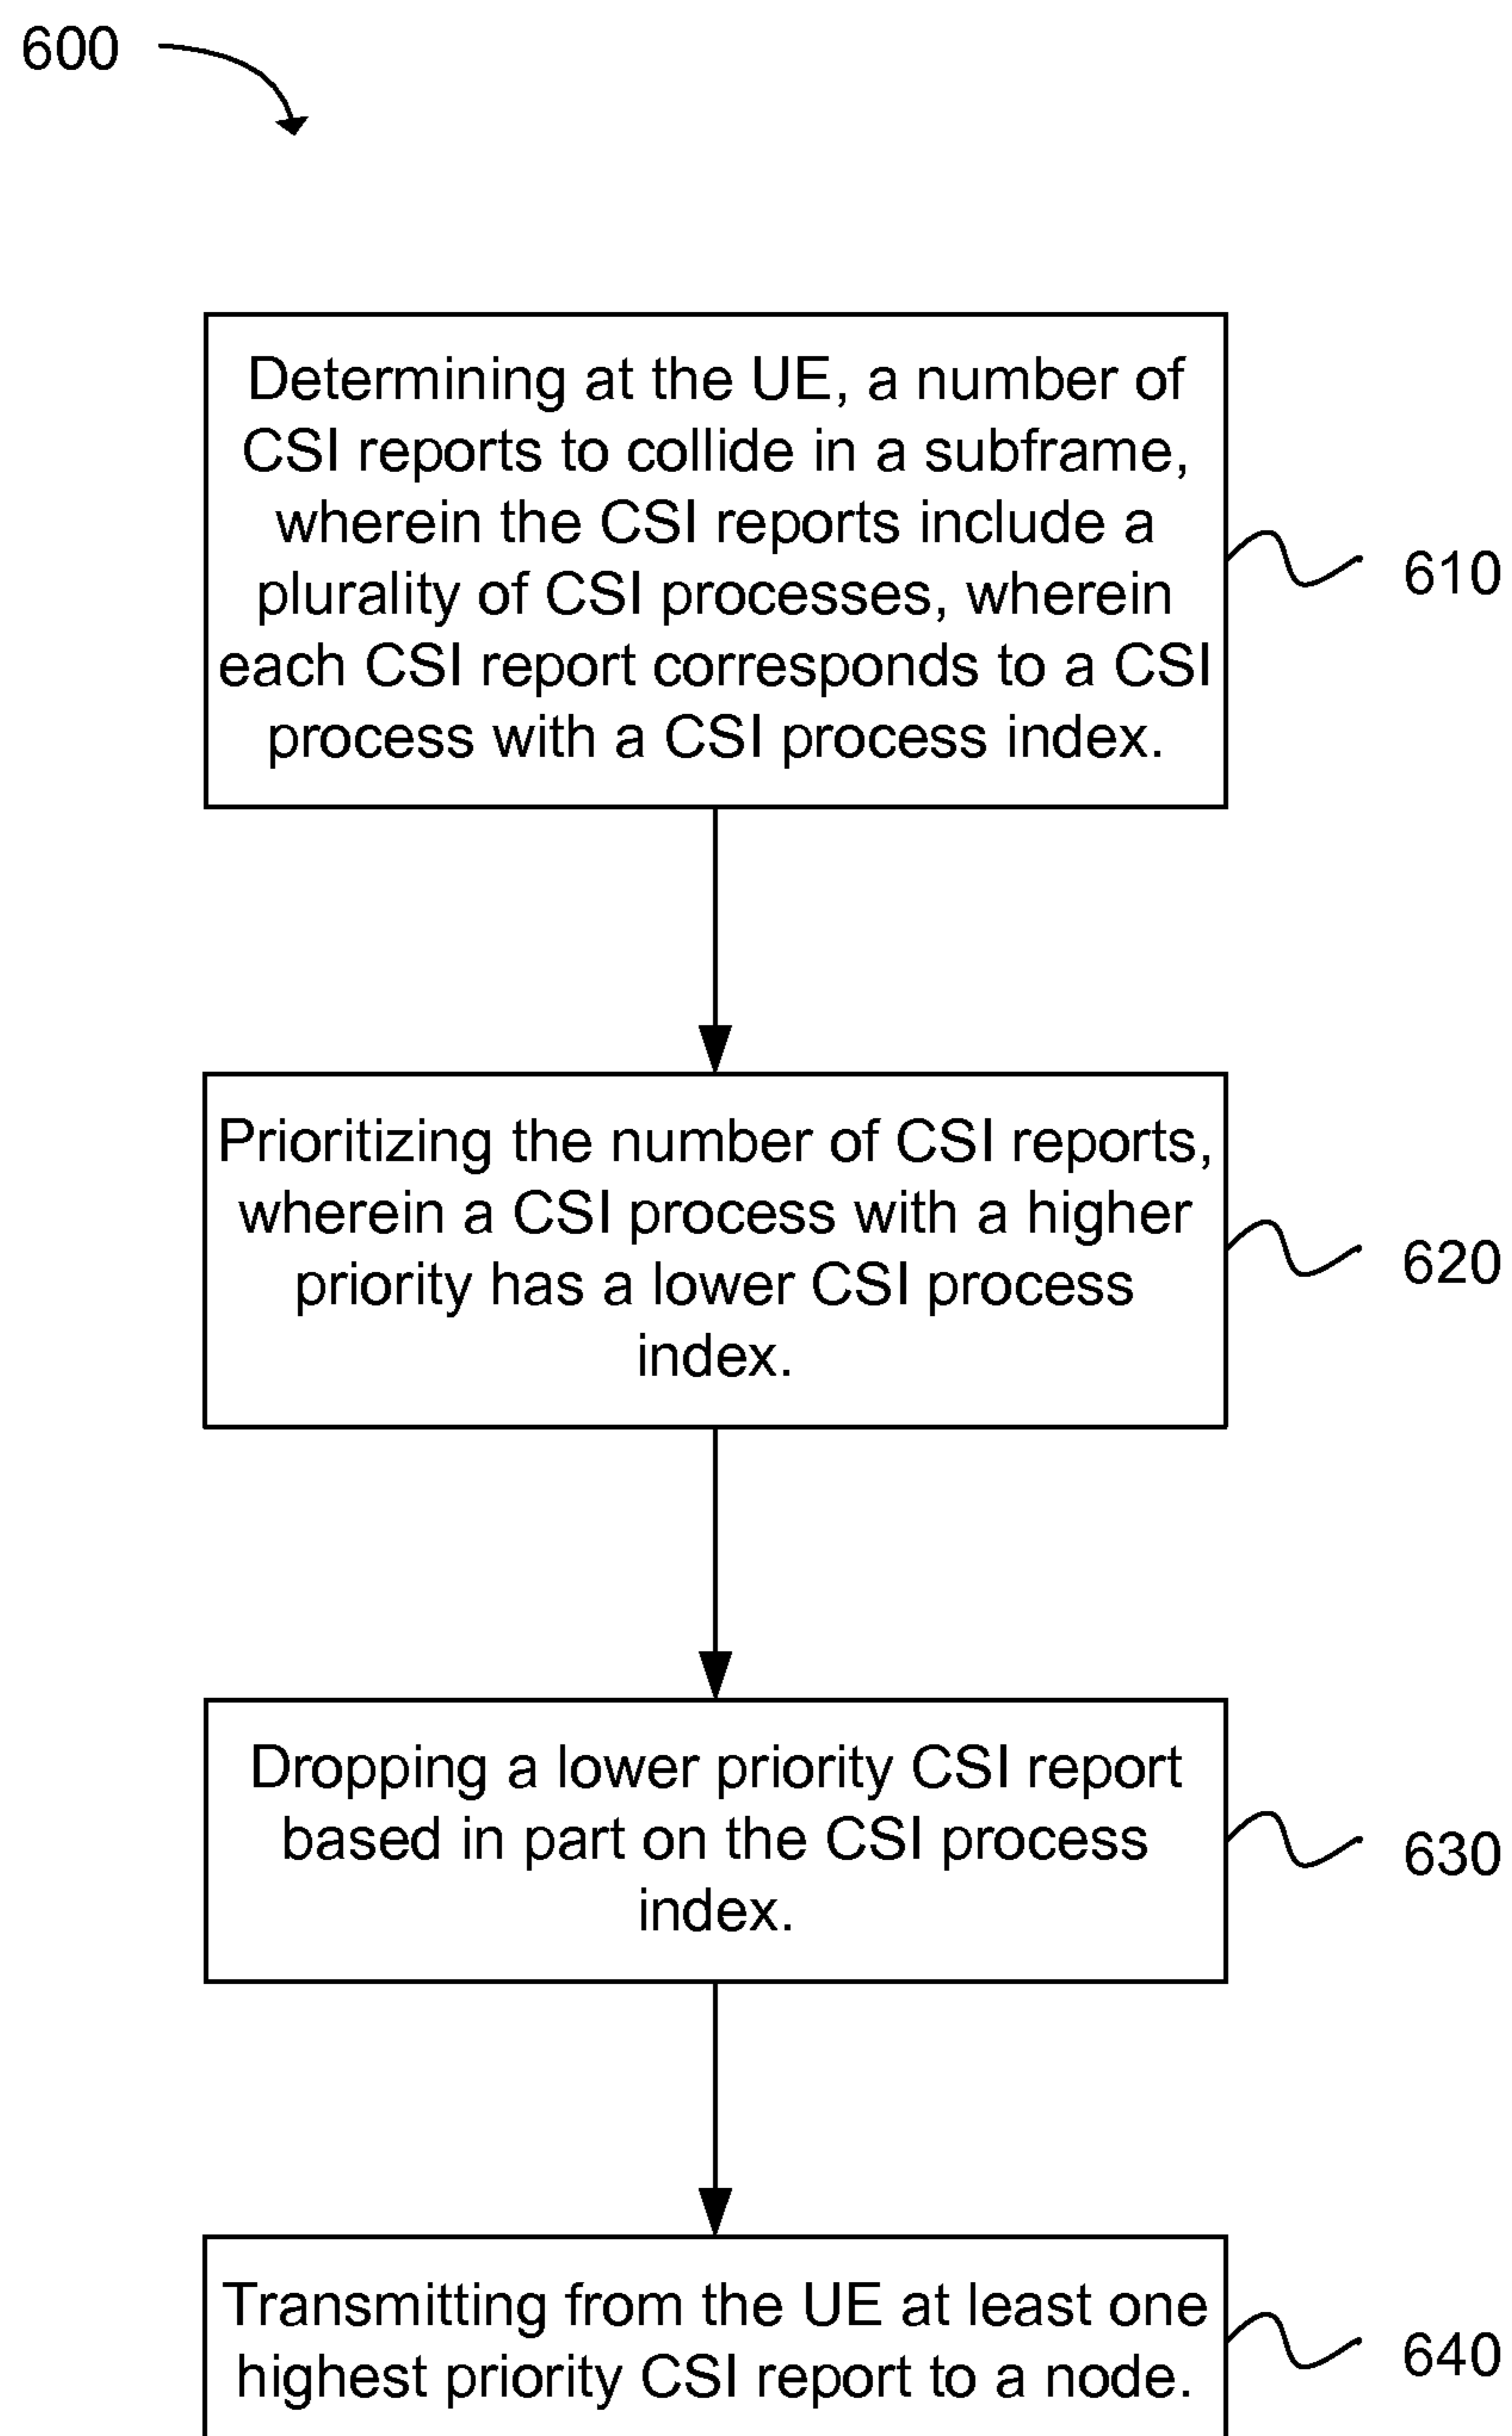 600
Determining at the UE, a number of
CSI reports to collide in a subframe,
wherein the CSI reports include a
plurality of CSI processes, wherein
each CSI report corresponds to a CSI
process with a CSI process index.
610
Prioritizing the number of CSI reports,
wherein a CSI process with a higher
priority has a lower CSI process
index.
620
Dropping a lower priority CSI report
based in part on the CSI process
index.
630
Transmitting from the UE at least one
highest priority CSI report to a node.
640